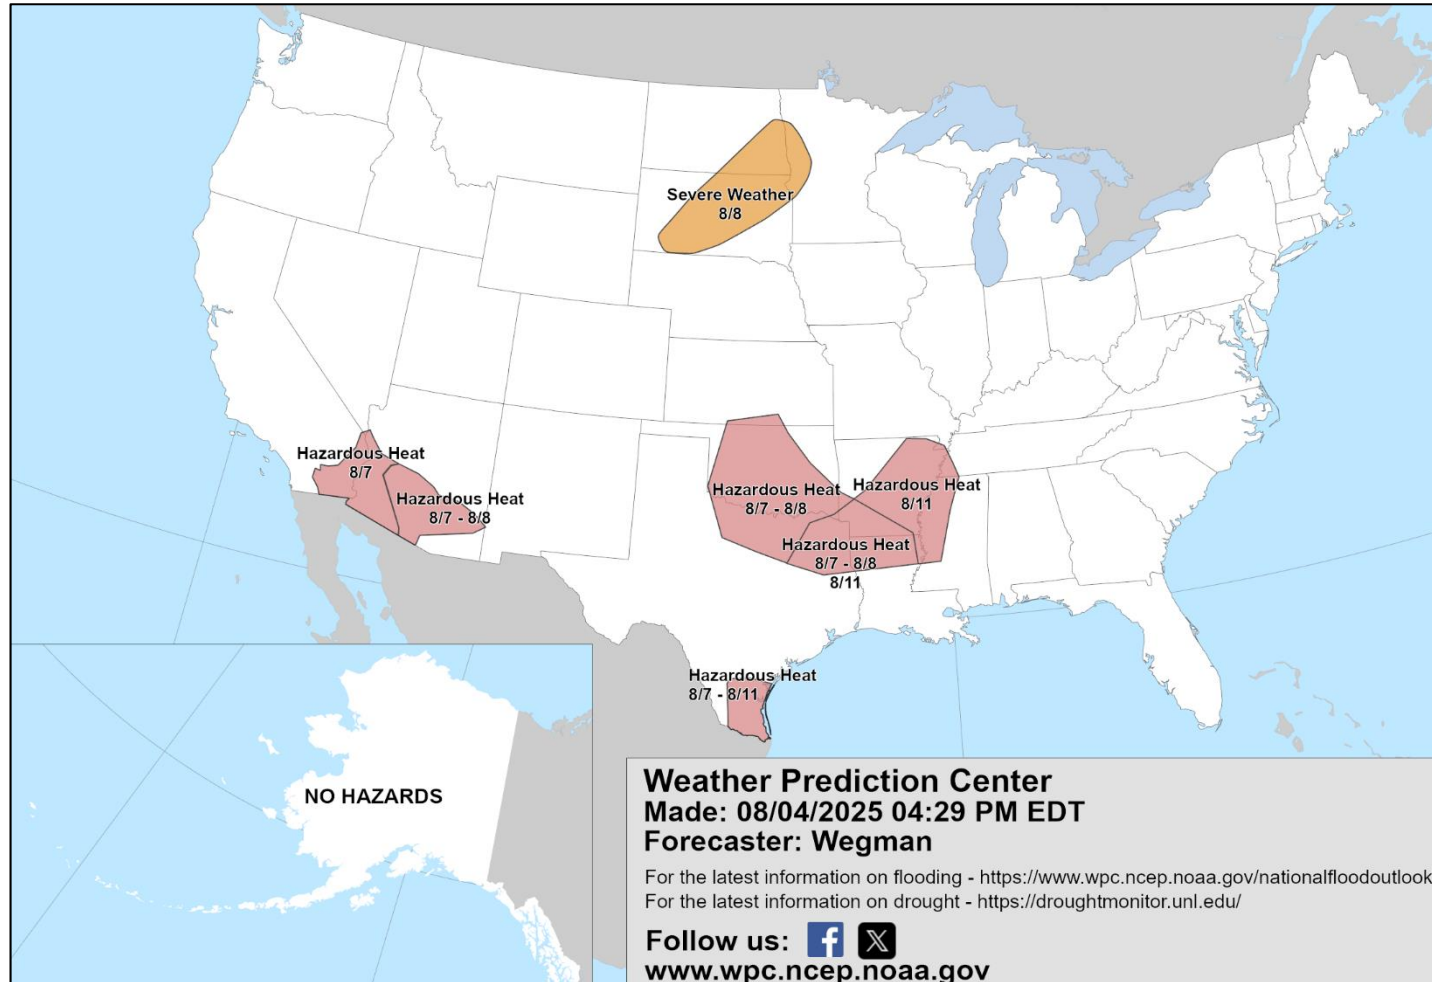 Severe Weather
8/8
Hazardous Heat
8/7
Hazardous Heat
8/7 - 8/8
Hazardous Heat
8/7 - 8/8
Hazardous Heat
8/11
Hazardous Heat
8/7 - 8/8
8/11
Hazardous Heat
8/7 - 8/11
NO HAZARDS
Weather Prediction Center
Made: 08/04/2025 04:29 PM EDT
Forecaster: Wegman
For the latest information on flooding - https://www.wpc.ncep.noaa.gov/nationalfloodoutlook
For the latest information on drought - https://droughtmonitor.unl.edu/
Follow us:
www.wpc.ncep.noaa.gov